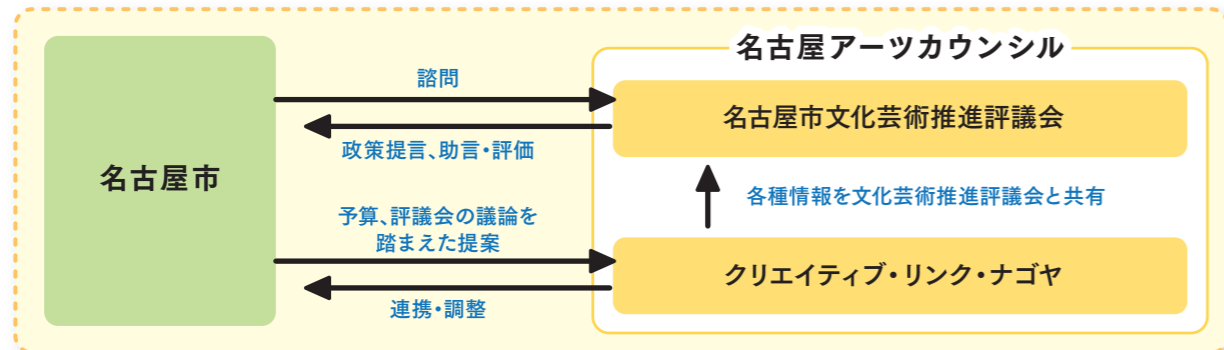 名古屋アーツカウンシル
諮問
名古屋市文化芸術推進評議会
政策提言、助言・評価
名古屋市
各種情報を文化芸術推進評議会と共有
予算、評議会の議論を
踏まえた提案
クリエイティブ・リンク・ナゴヤ
連携・調整